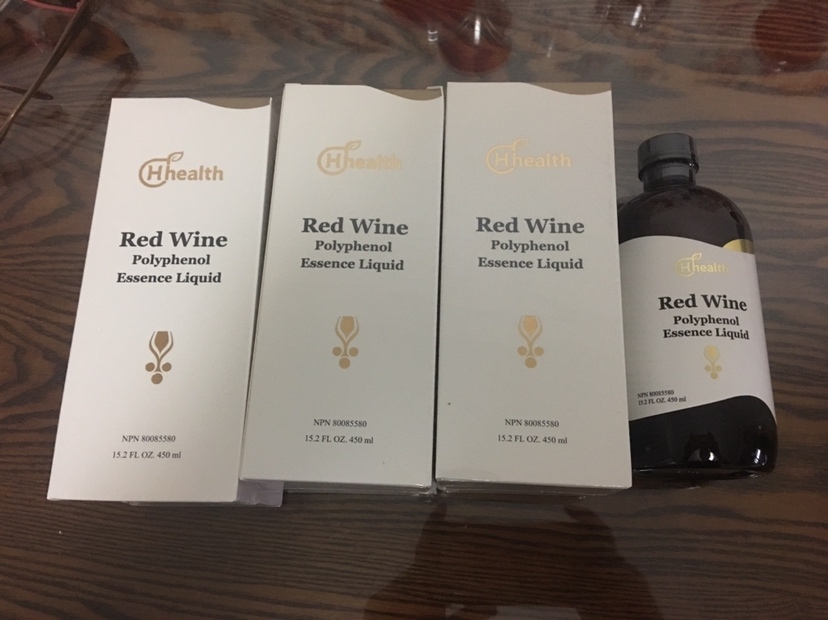 Hhealth
Red Wine
Polyphenol
Essence Liquid
NPN 80085580
15.2 FL OZ. 450 ml
Hhealth
Red Wine
Polyphenol
Essence Liquid
NPN 80085580
15.2 FL OZ. 450 ml
Hhealth
Red Wine
Polyphenol
Essence Liquid
NPN 80085580
15.2 FL OZ. 450 ml
Hhealth
Red Wine
Polyphenol
Essence Liquid
NPN 80085580
15.2 FL OZ. 450 ml